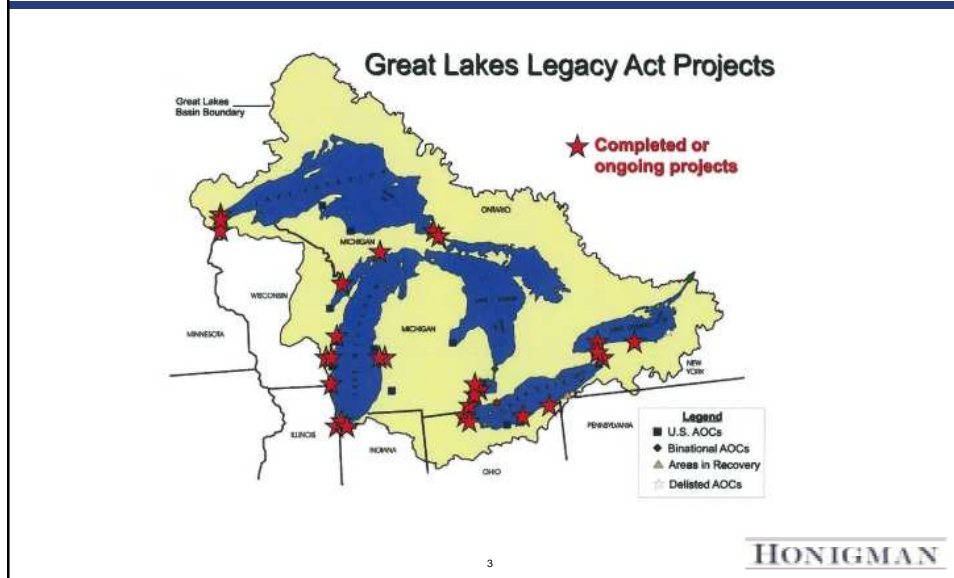 Great Lakes Legacy Act Projects
Great Lakes
Basin Boundary
Completed or
ongoing projects
ONTARIO
MICHIGAN
WISCONSIN
MINNESOTA
MICHIGAN
NEW
YORK
PENNSYLVANIA
ILLINOIS
INDIANA
OHIO
Legend
U.S. AOCs
Binational AOCs
Areas in Recovery
Delisted AOCs
3
HONIGMAN